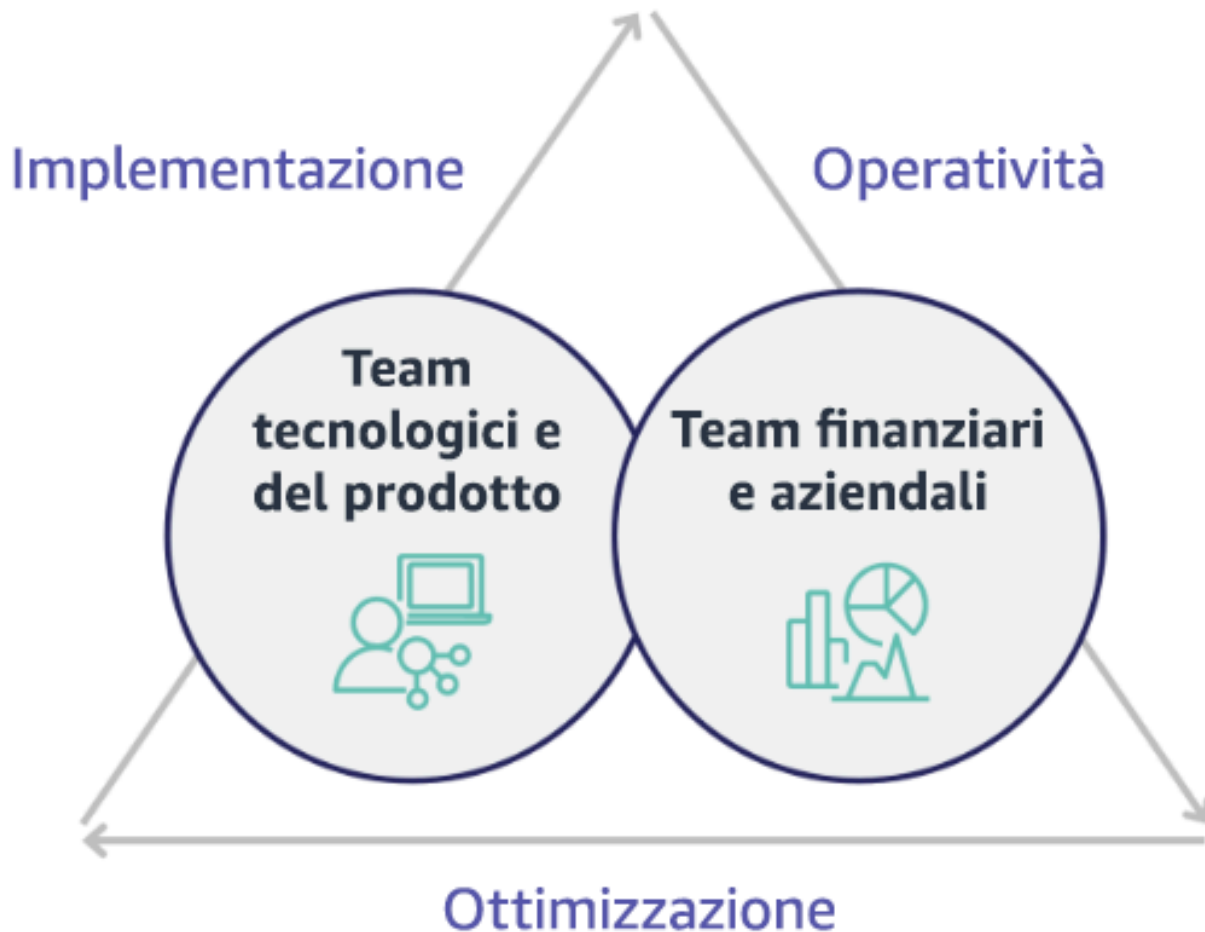 Implementazione
Operatività
Team
tecnologici e
del prodotto
Team finanziari
e aziendali
Ottimizzazione